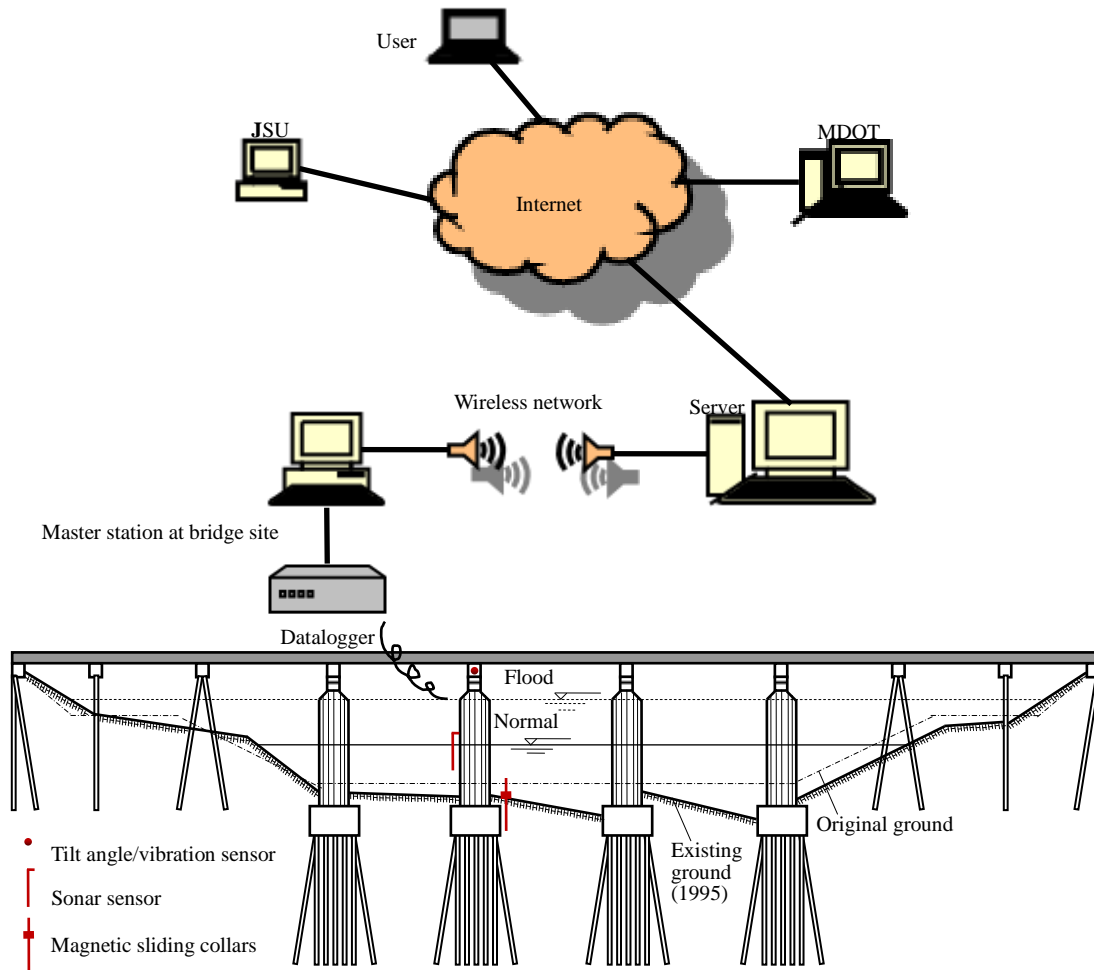 User
JSU
MDOT
Internet
Wireless network
Server
Master station at bridge site
Datalogger
Flood
Normal
Original ground
Existing
ground
(1995)
Tilt angle/vibration sensor
Sonar sensor
Magnetic sliding collars